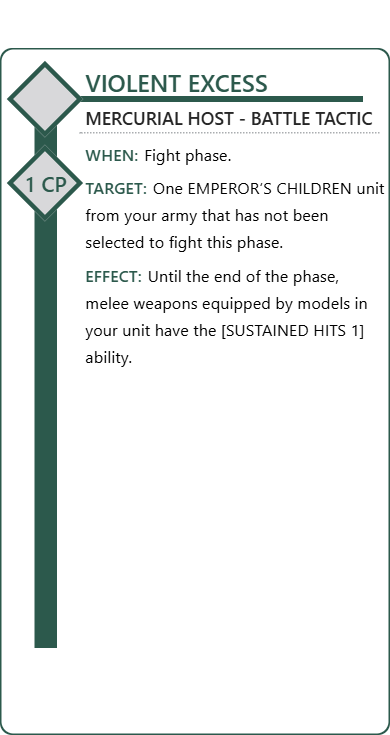 VIOLENT EXCESS
MERCURIAL HOST - BATTLE TACTIC
WHEN: Fight phase.
1 CP
TARGET: One EMPEROR’S CHILDREN unit
from your army that has not been
selected to fight this phase.
EFFECT: Until the end of the phase,
melee weapons equipped by models in
your unit have the [SUSTAINED HITS 1]
ability.